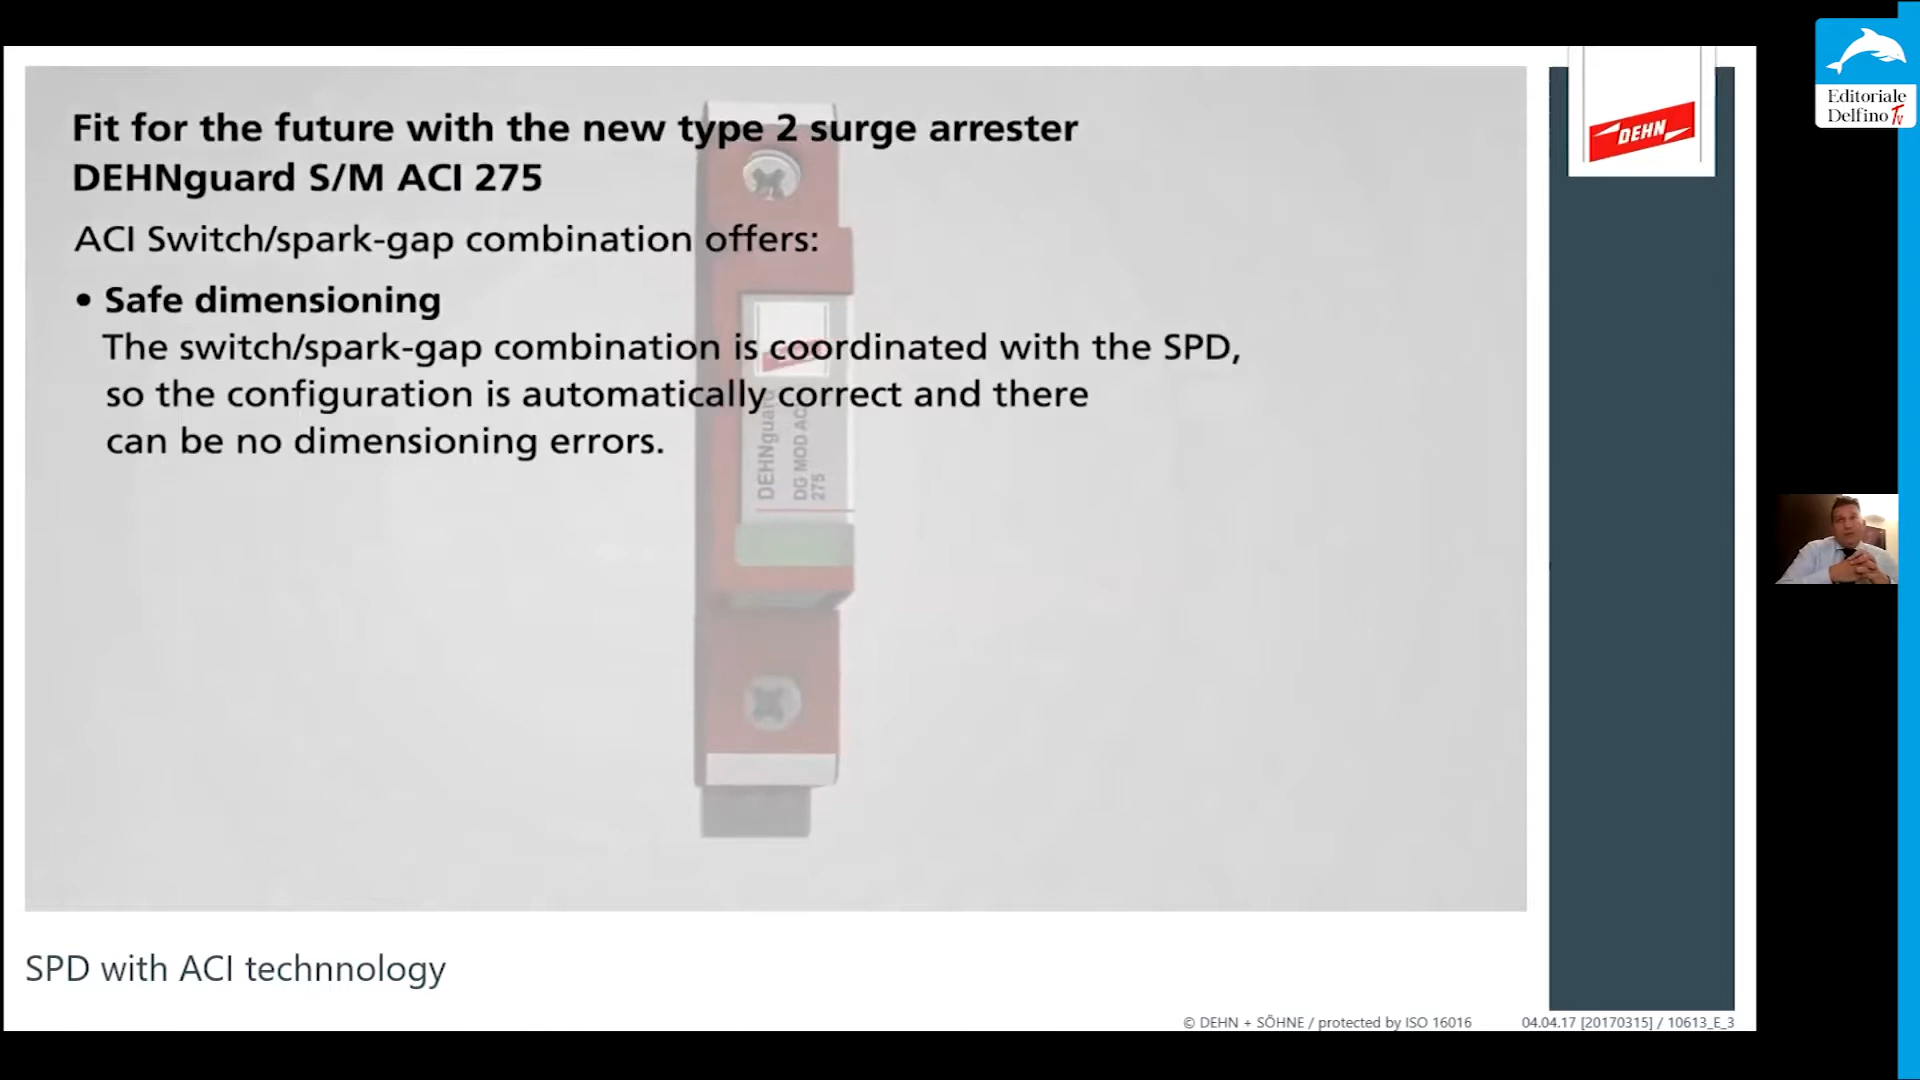 Fit for the future with the new type 2 surge arrester
DEHNguard S/M ACI 275
ACI Switch/spark-gap combination offers:
• Safe dimensioning
The switch/spark-gap combination is coordinated with the SPD,
so the configuration is automatically correct and there
can be no dimensioning errors.
DEHNguard
DG MOD AC
275
SPD with ACI technnology
© DEHN + SÖHNE / protected by ISO 16016
04.04.17 [20170315] / 10613_E_3
DEHN
Editoriale
Delfino Tv